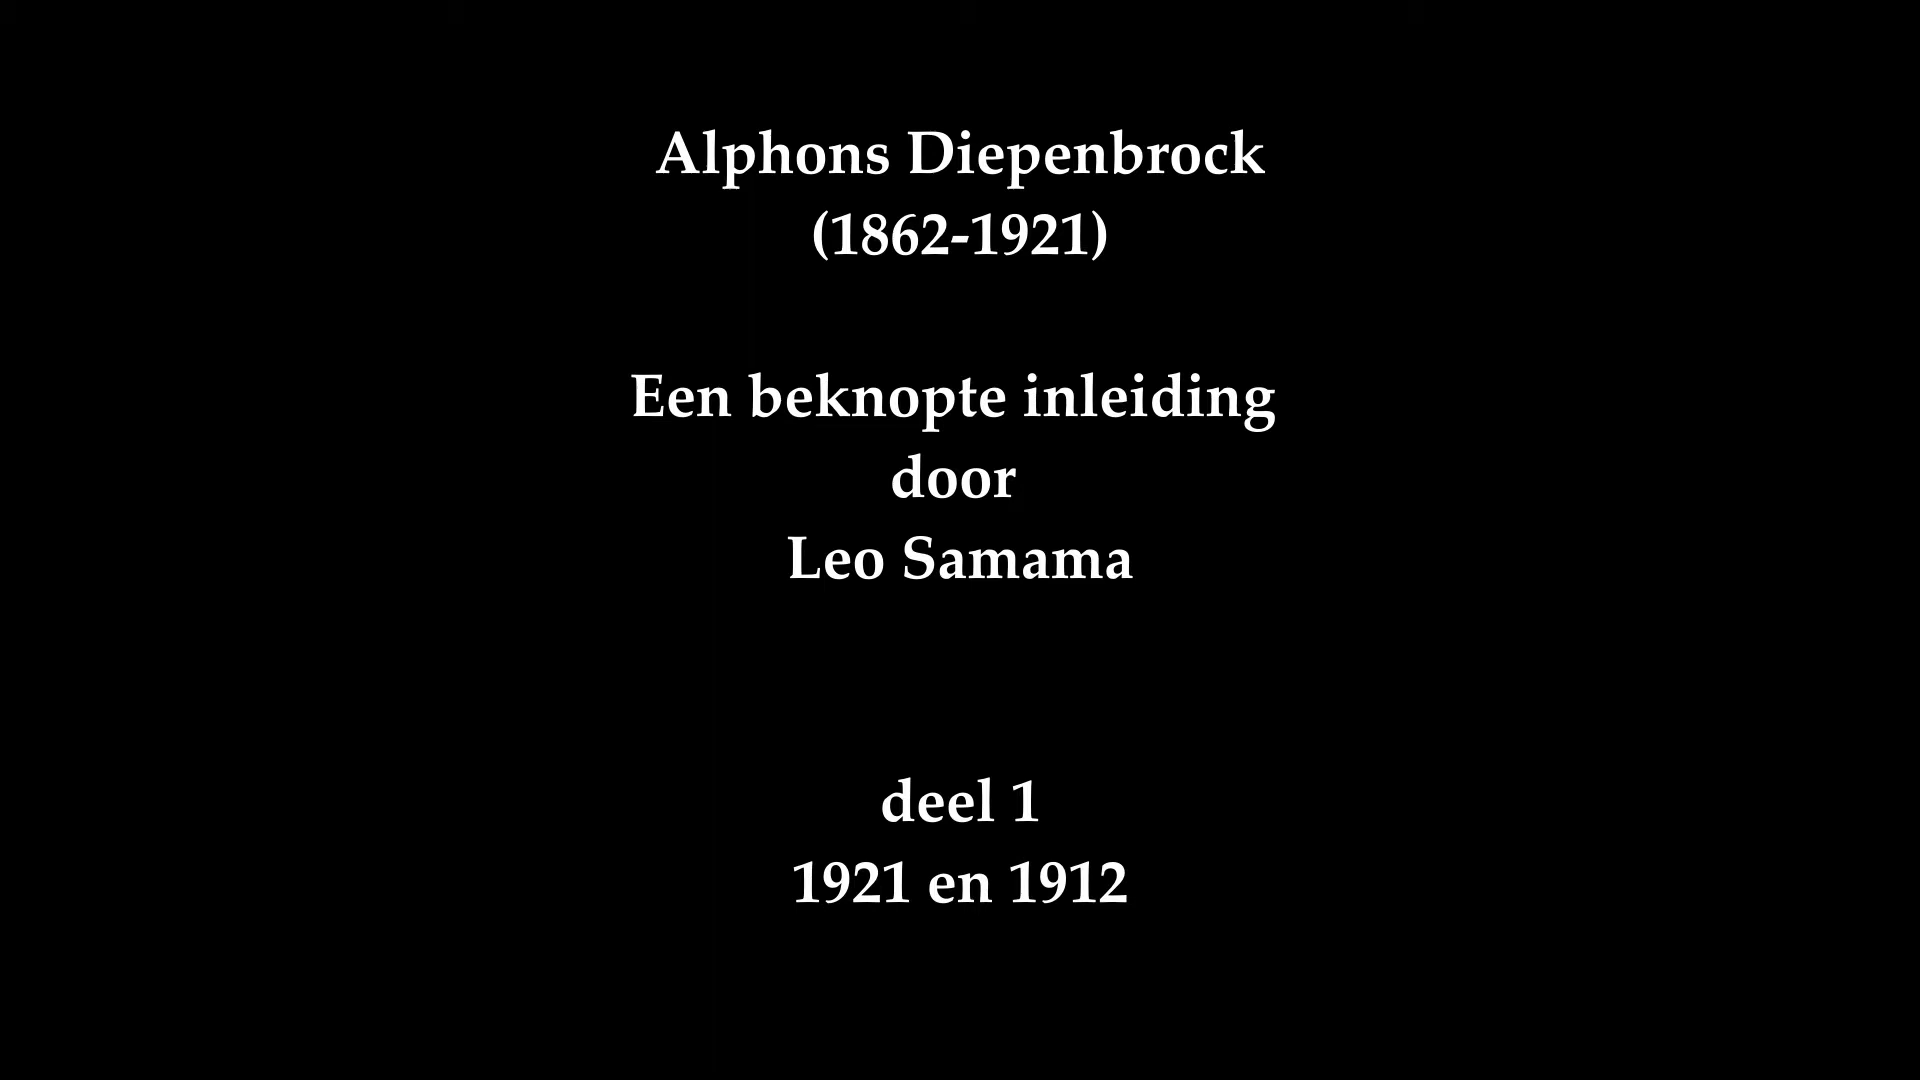 Alphons Diepenbrock
(1862-1921)
Een beknopte inleiding
door
Leo Samama
deel 1
1921 en 1912